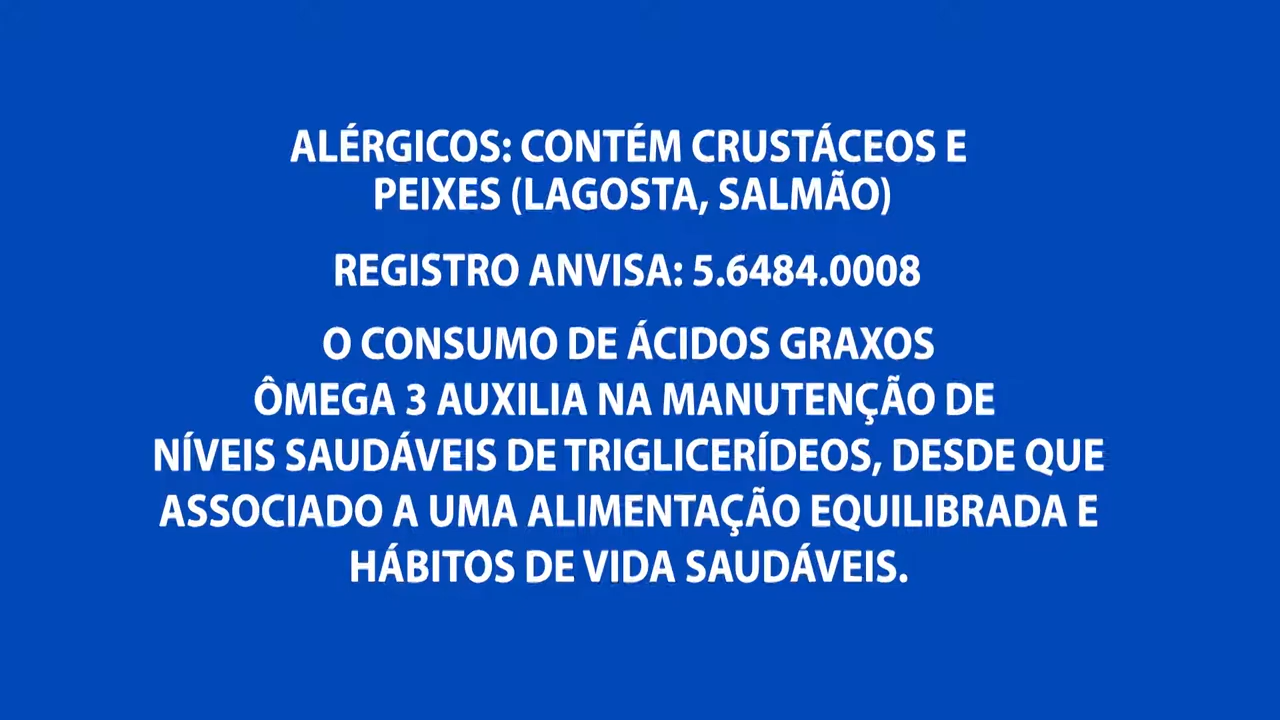 ALÉRGICOS: CONTÉM CRUSTÁCEOS E
PEIXES (LAGOSTA, SALMÃO)
REGISTRO ANVISA: 5.6484.0008
O CONSUMO DE ÁCIDOS GRAXOS
ÔMEGA 3 AUXILIA NA MANUTENÇÃO DE
NÍVEIS SAUDÁVEIS DE TRIGLICERÍDEOS, DESDE QUE
ASSOCIADO A UMA ALIMENTAÇÃO EQUILIBRADA E
HÁBITOS DE VIDA SAUDÁVEIS.